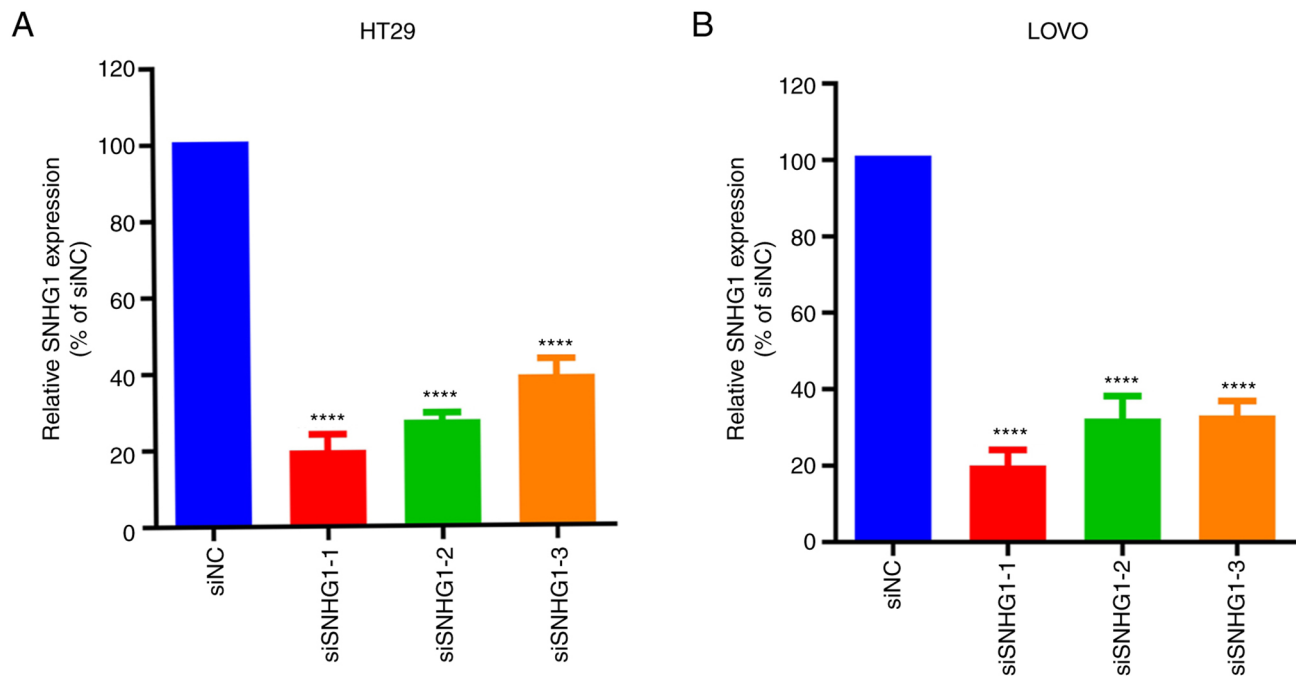 A
HT29
Relative SNHG1 expression
(% of siNC)
120
100
80
60
40
20
0
****
****
****
siNC
siSNHG1-1
siSNHG1-2
siSNHG1-3
B
LOVO
Relative SNHG1 expression
(% of siNC)
120
100
80
60
40
20
0
****
****
****
siNC
siSNHG1-1
siSNHG1-2
siSNHG1-3